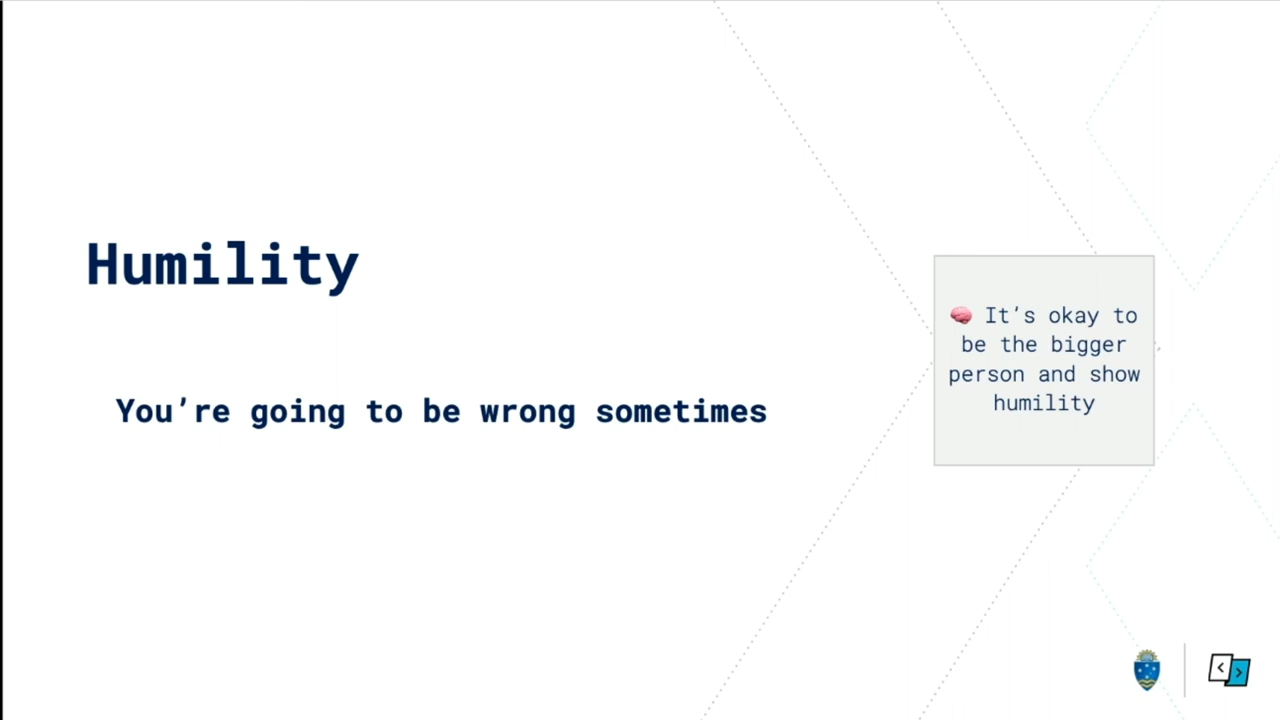 Humility
You’re going to be wrong sometimes
🧠 It’s okay to
be the bigger
person and show
humility